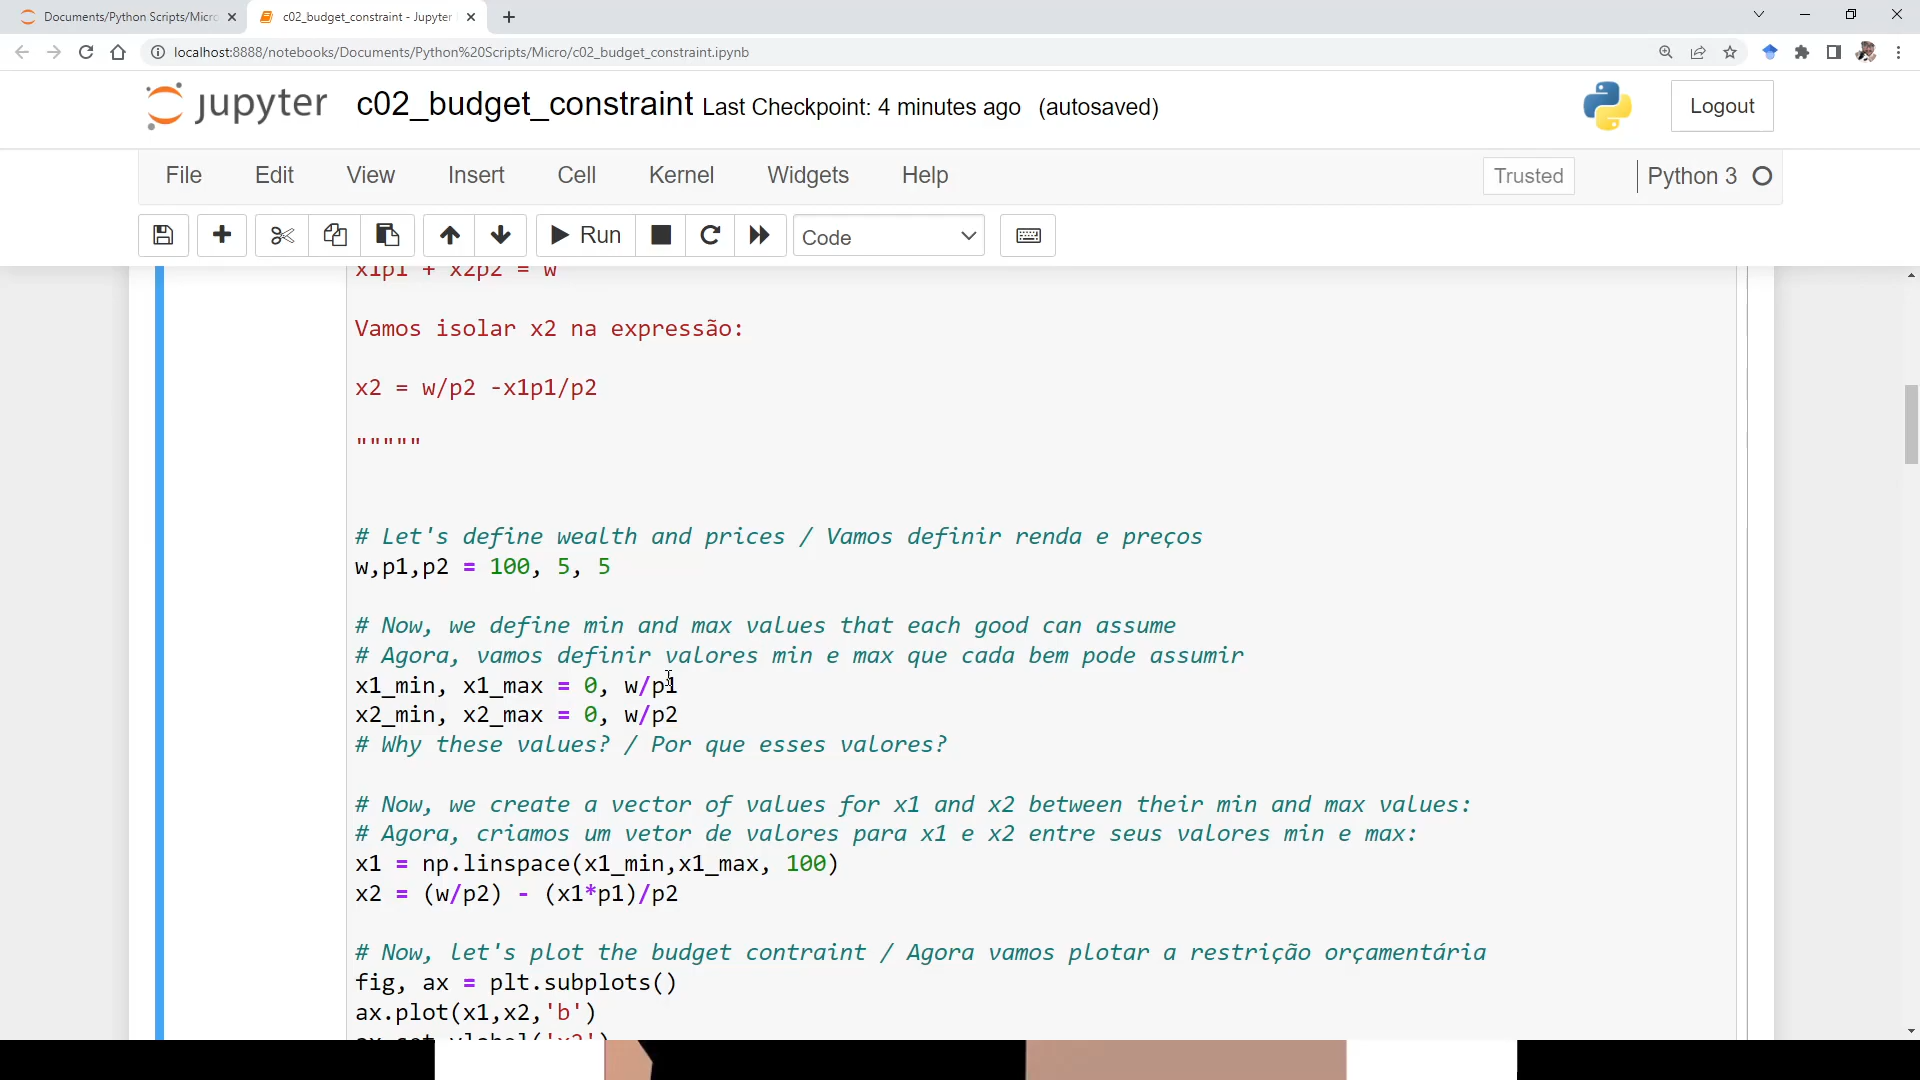 Documents/Python Scripts/Micro
c02_budget_constraint - Jupyter
localhost:8888/notebooks/Documents/Python%20Scripts/Micro/c02_budget_constraint.ipynb
jupyter c02_budget_constraint Last Checkpoint: 4 minutes ago (autosaved)
Logout
File Edit View Insert Cell Kernel Widgets Help
Trusted
Python 3
Run
Code
x1p1 + x2p2 = w
Vamos isolar x2 na expressão:
x2 = w/p2 -x1p1/p2
"""""
# Let's define wealth and prices / Vamos definir renda e preços
w,p1,p2 = 100, 5, 5
# Now, we define min and max values that each good can assume
# Agora, vamos definir valores min e max que cada bem pode assumir
x1_min, x1_max = 0, w/p1
x2_min, x2_max = 0, w/p2
# Why these values? / Por que esses valores?
# Now, we create a vector of values for x1 and x2 between their min and max values:
# Agora, criamos um vetor de valores para x1 e x2 entre seus valores min e max:
x1 = np.linspace(x1_min,x1_max, 100)
x2 = (w/p2) - (x1*p1)/p2
# Now, let's plot the budget contraint / Agora vamos plotar a restrição orçamentária
fig, ax = plt.subplots()
ax.plot(x1,x2,'b')